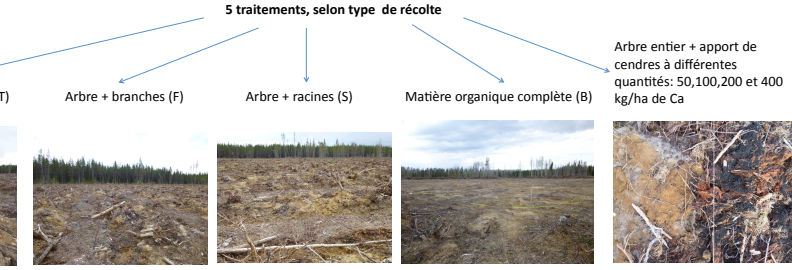 5 traitements, selon type de récolte
T)
Arbre + branches (F)
Arbre + racines (S)
Matière organique complète (B)
Arbre entier + apport de
cendres à différentes
quantités: 50,100,200 et 400
kg/ha de Ca